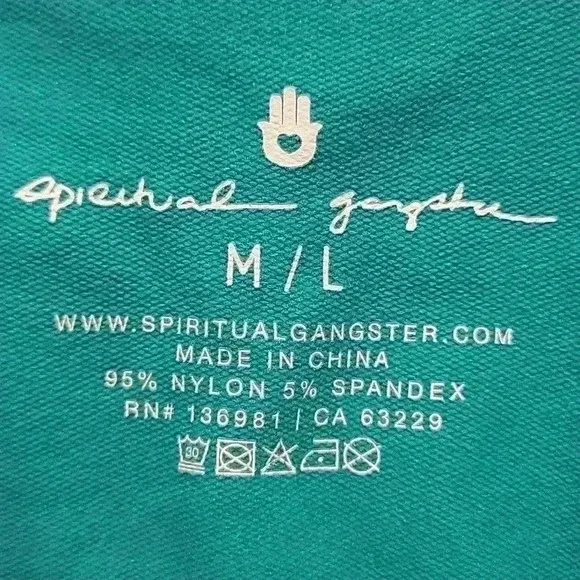 spiritual gangster
M / L
WWW.SPIRITUALGANGSTER.COM
MADE IN CHINA
95% NYLON 5% SPANDEX
RN# 136981 | CA 63229
30